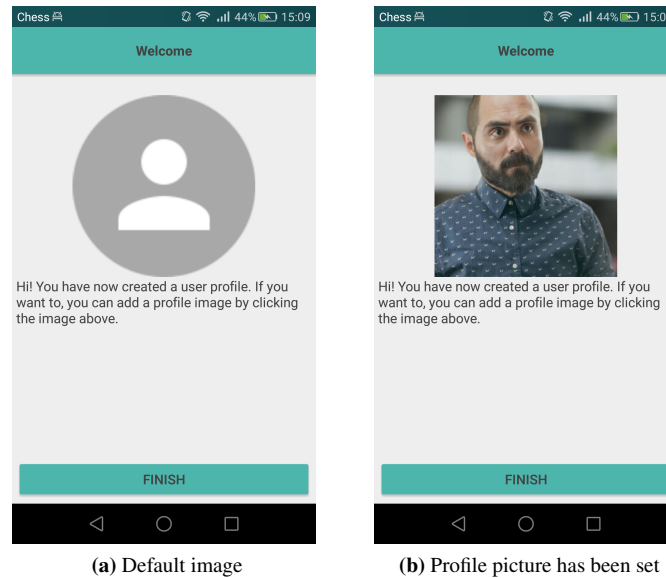 Chess 44% 15:09
Welcome
Hi! You have now created a user profile. If you
want to, you can add a profile image by clicking
the image above.
FINISH
(a) Default image
Chess 44% 15:0
Welcome
Hi! You have now created a user profile. If you
want to, you can add a profile image by clicking
the image above.
FINISH
(b) Profile picture has been set